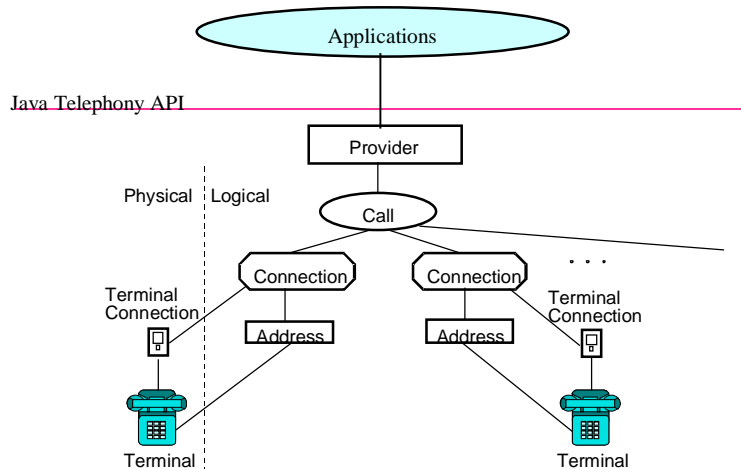 Applications
Java Telephony API
Provider
Physical
Logical
Call
Connection
Connection
. . .
Terminal
Connection
Terminal
Connection
Address
Address
Terminal
Terminal